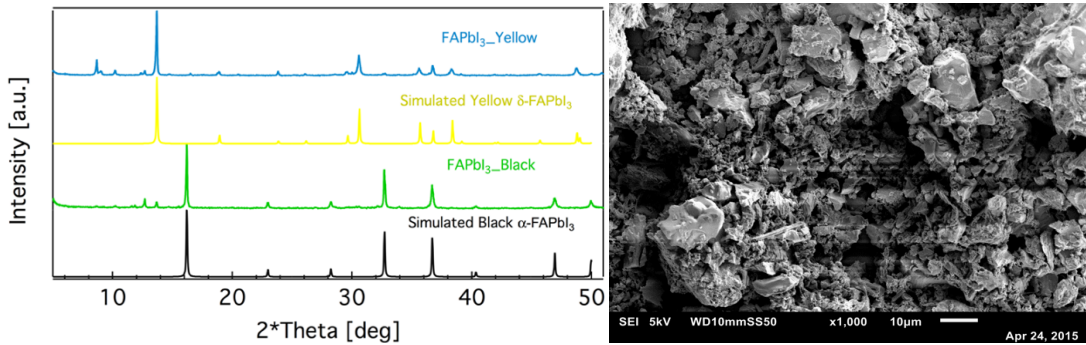 FAPbI₃_Yellow
Simulated Yellow δ-FAPbI₃
FAPbI₃_Black
Simulated Black α-FAPbI₃
Intensity [a.u.]
10 20 30 40 50
2*Theta [deg]
SEI 5kV WD10mmSS50 x1,000 10µm
Apr 24, 2015